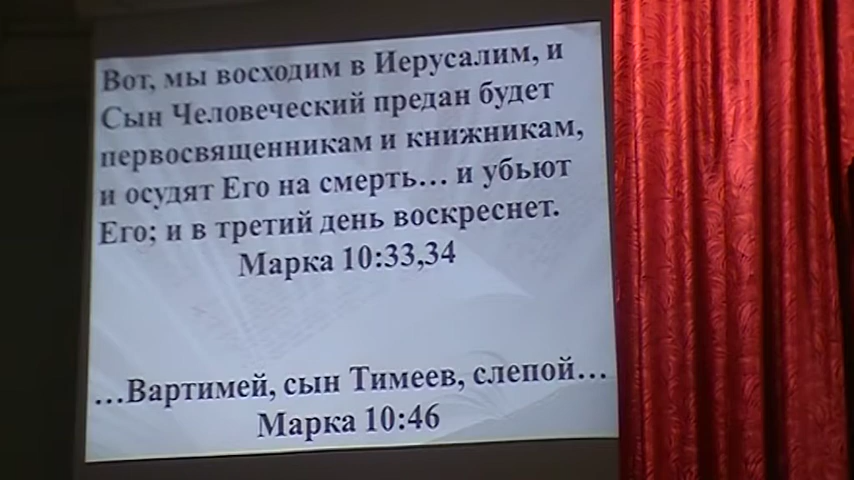 Вот, мы восходим в Иерусалим, и
Сын Человеческий предан будет
первосвященникам и книжникам,
и осудят Его на смерть... и убьют
Его; и в третий день воскреснет.
Марка 10:33,34
...Вартимей, сын Тимеев, слепой...
Марка 10:46